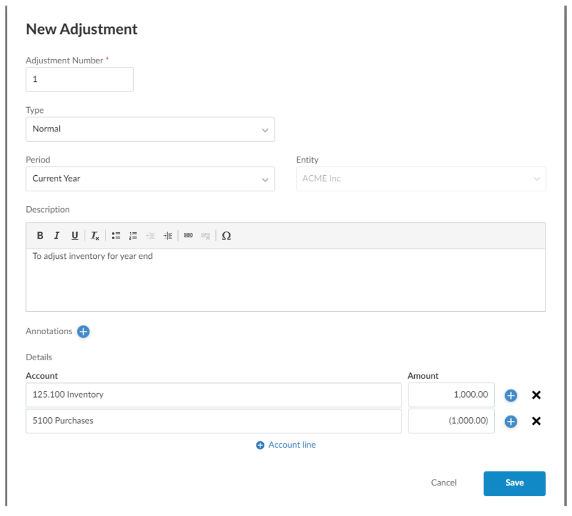 New Adjustment
Adjustment Number *
1
Type
Normal
Period Entity
Current Year ACME Inc
Description
B I U Tx Ω
To adjust inventory for year end
Annotations
Details
Account Amount
125.100 Inventory 1,000.00
5100 Purchases (1,000.00)
Account line
Cancel Save